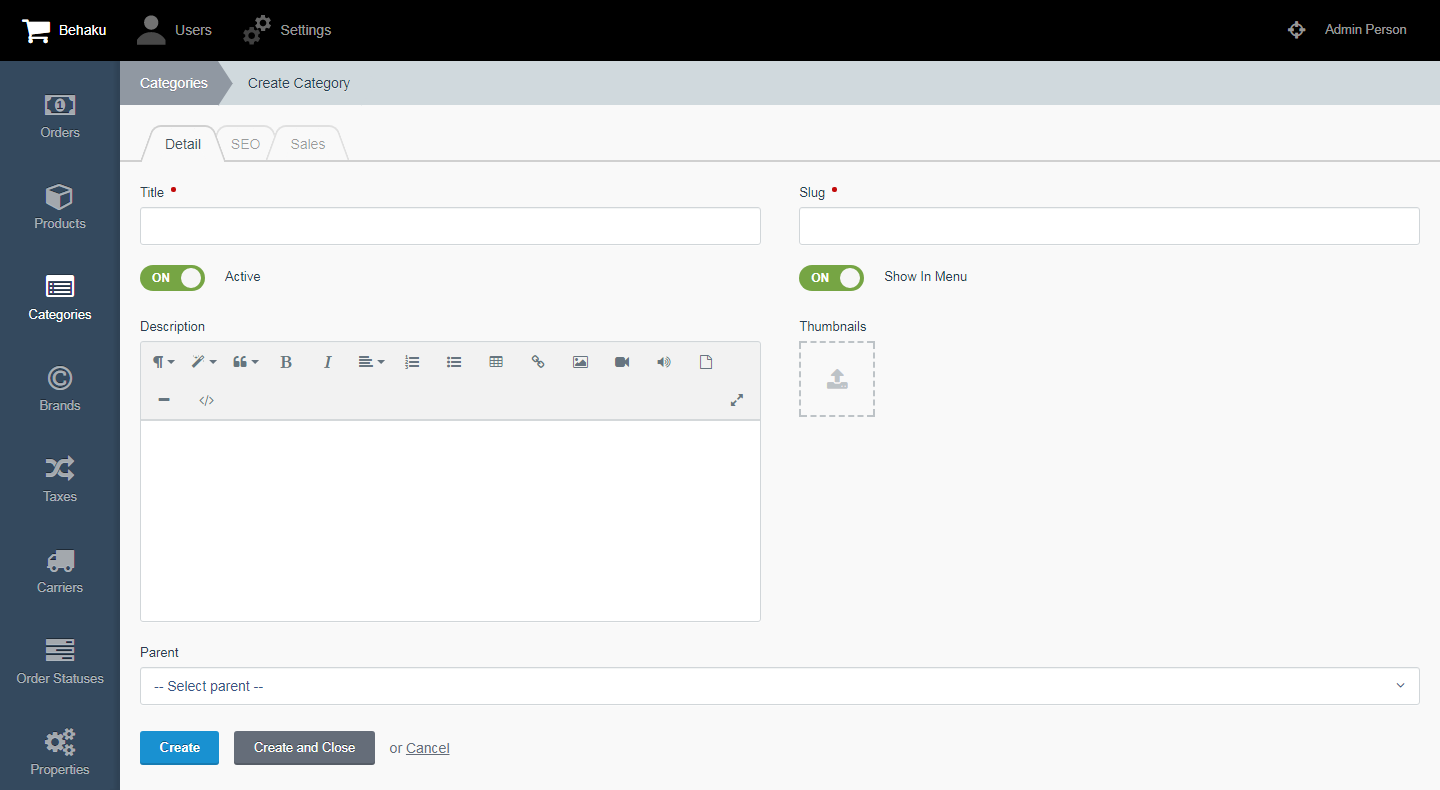 Behaku Users Settings Admin Person
Categories Create Category
Orders
Products
Categories
Brands
Taxes
Carriers
Order Statuses
Properties
Detail SEO Sales
Title Slug
ON Active ON Show In Menu
Description Thumbnails
Parent
-- Select parent --
Create Create and Close or Cancel